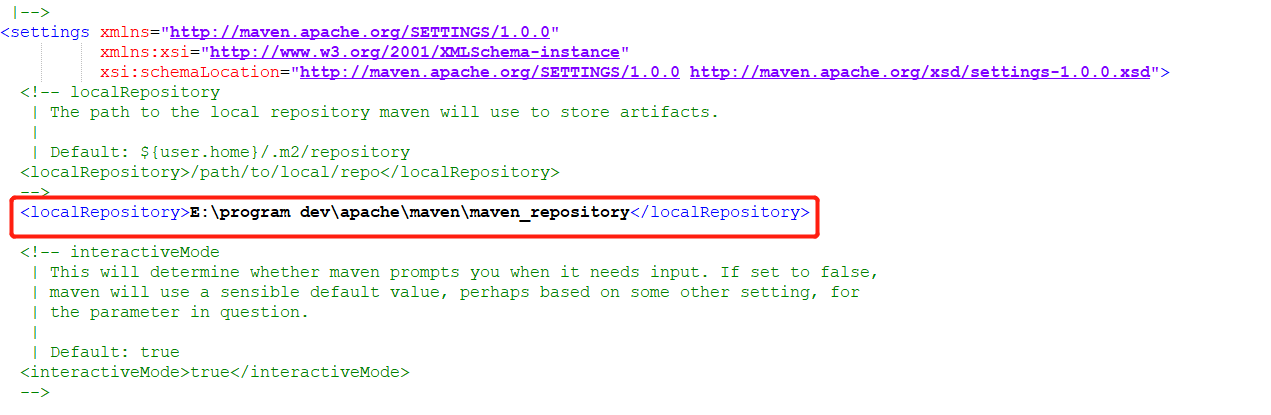 |-->
<settings xmlns="http://maven.apache.org/SETTINGS/1.0.0"
xmlns:xsi="http://www.w3.org/2001/XMLSchema-instance"
xsi:schemaLocation="http://maven.apache.org/SETTINGS/1.0.0 http://maven.apache.org/xsd/settings-1.0.0.xsd">
<!-- localRepository
| The path to the local repository maven will use to store artifacts.
|
| Default: ${user.home}/.m2/repository
<localRepository>/path/to/local/repo</localRepository>
-->
<localRepository>E:\program dev\apache\maven\maven_repository</localRepository>
<!-- interactiveMode
| This will determine whether maven prompts you when it needs input. If set to false,
| maven will use a sensible default value, perhaps based on some other setting, for
| the parameter in question.
|
| Default: true
<interactiveMode>true</interactiveMode>
-->